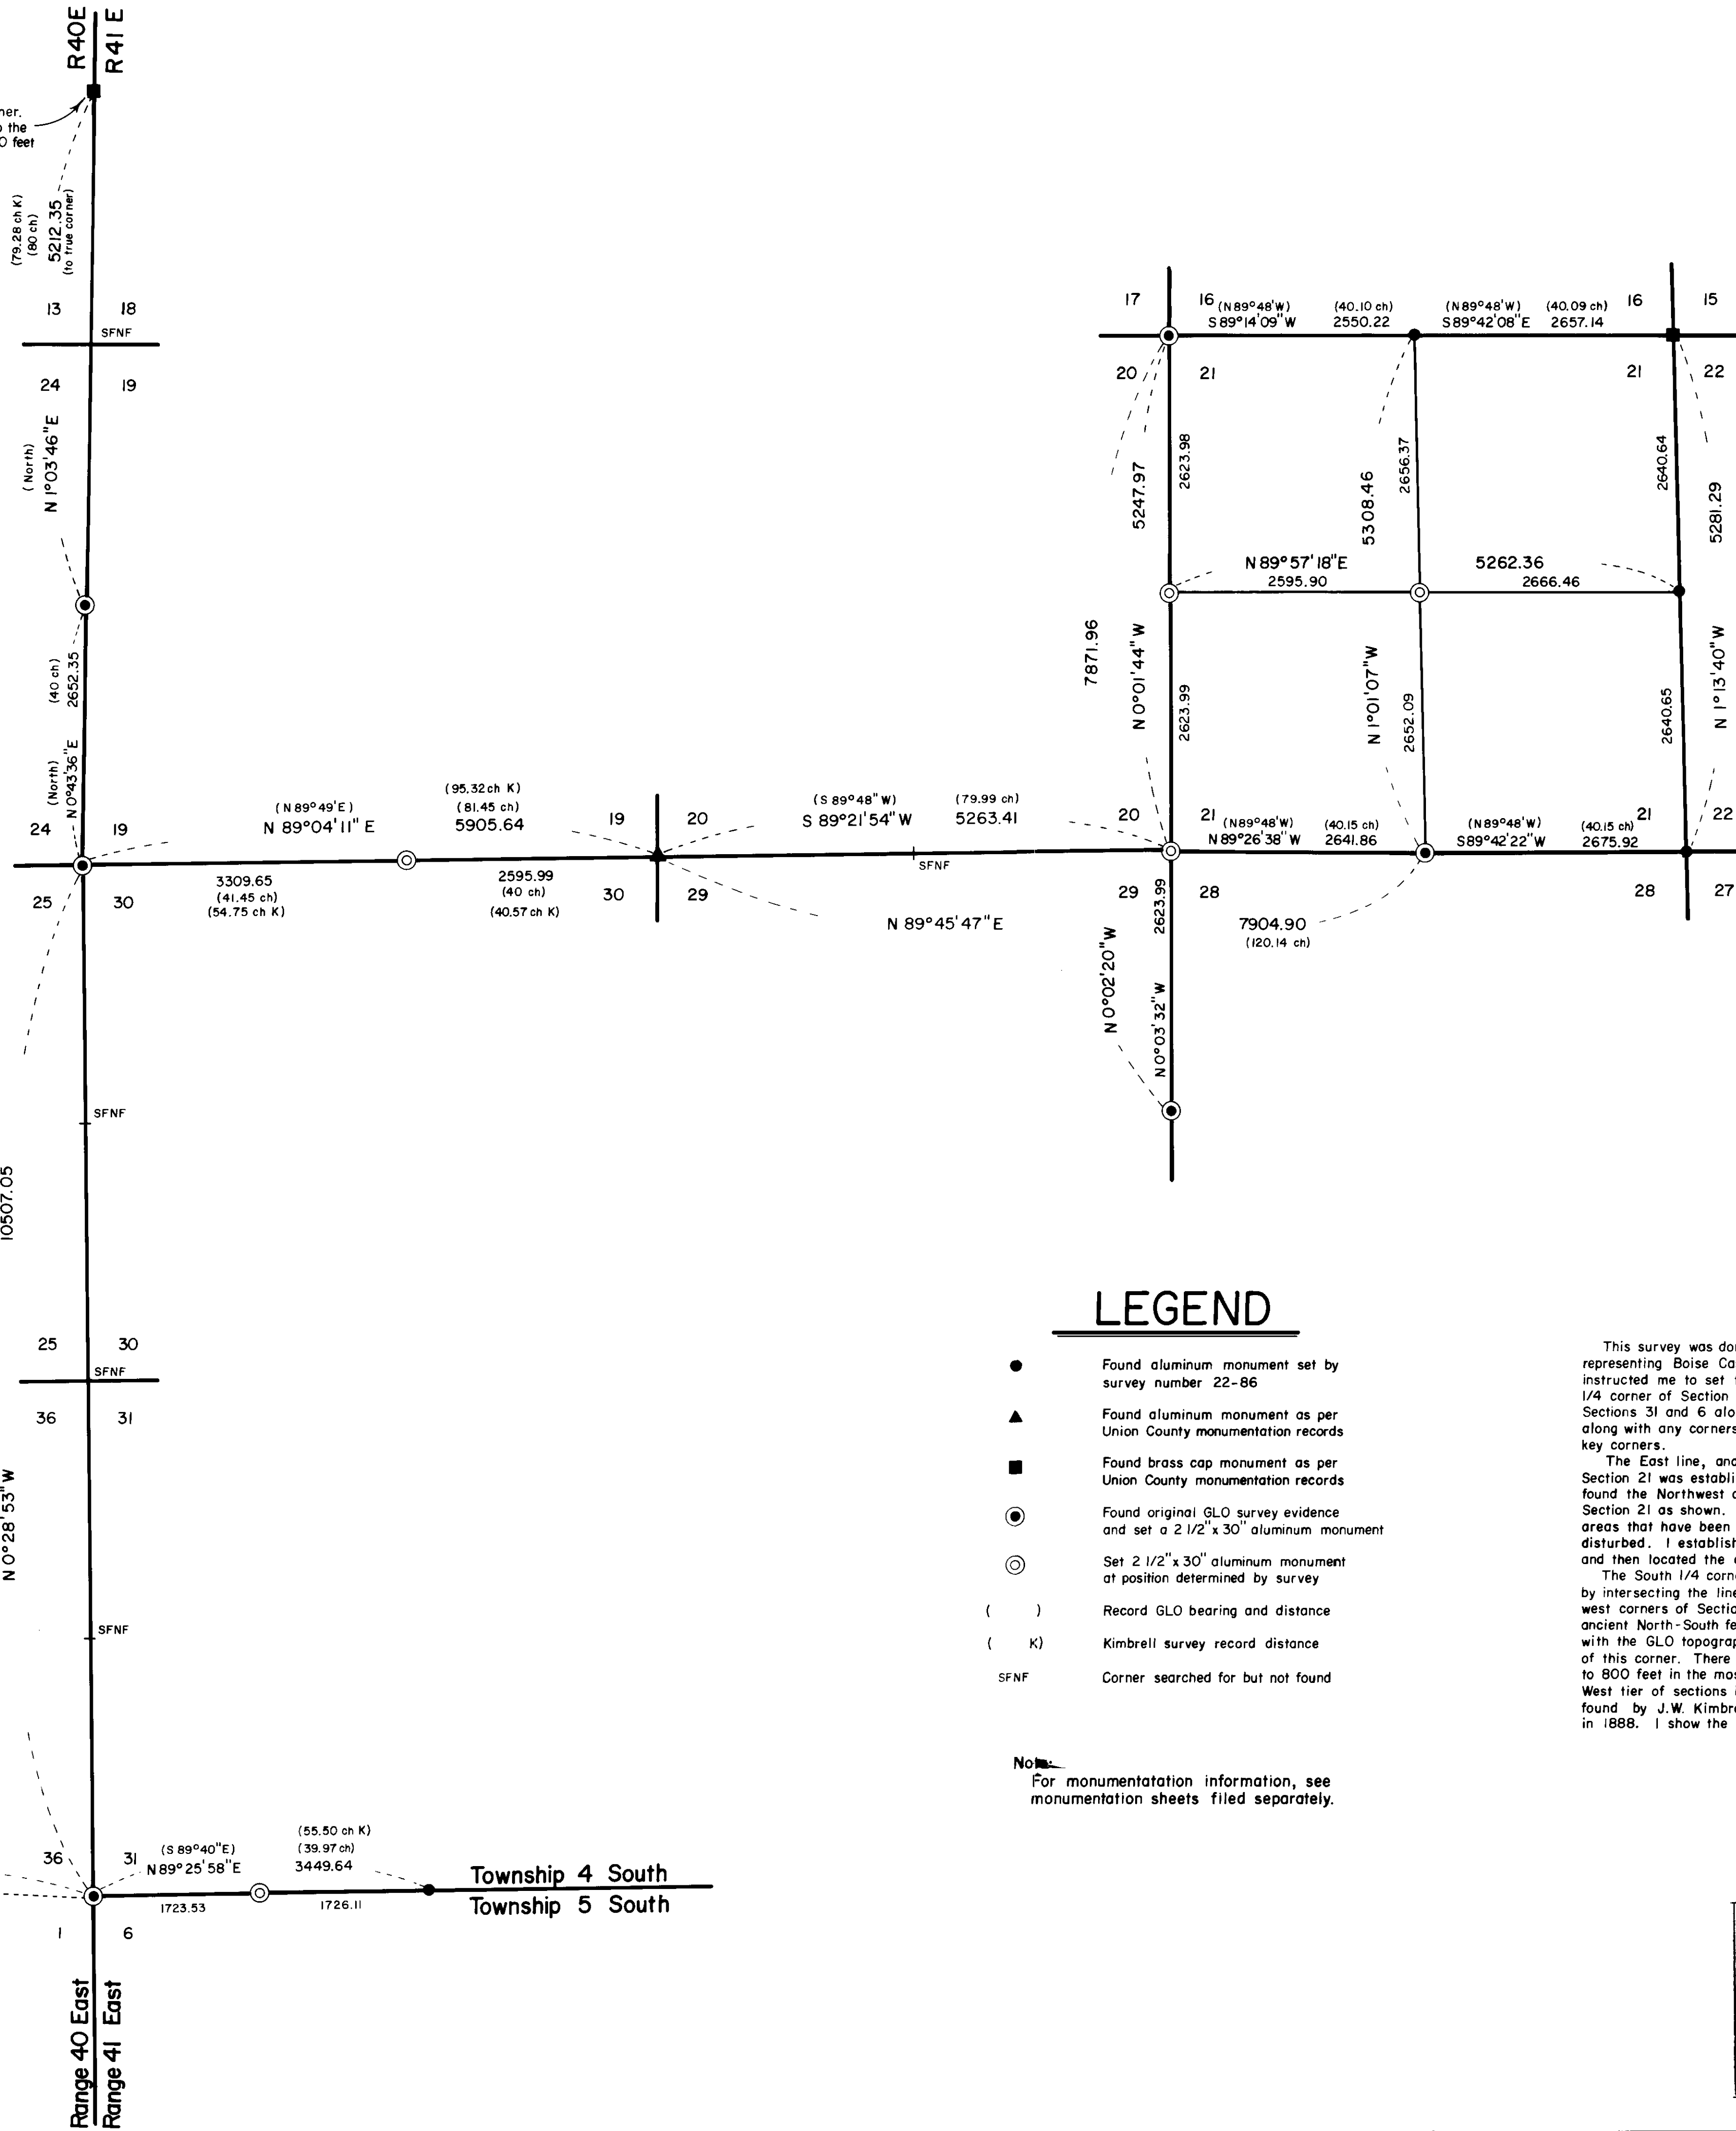 R40E
R41 E
ner.
o the
0 feet
(79.28 ch K)
(80 ch)
5212.35
(to true corner)
13 18
SFNF
24 19
(North)
N 1°03'46"E
(40 ch)
2652.35
(North)
N 0°43'36"E
24 19
25 30
(N 89°49'E)
N 89°04'11" E
(95.32 ch K)
(81.45 ch)
5905.64
3309.65
(41.45 ch)
(54.75 ch K)
2595.99
(40 ch)
(40.57 ch K)
19 20
30 29
(S 89°48" W) (79.99 ch)
S 89°21'54" W 5263.41
SFNF
N 89°45'47" E
17 16
(N 89°48'W) (40.10 ch)
S 89°14'09" W 2550.22
(N 89°48'W) (40.09 ch)
S 89°42'08" E 2657.14
16 15
20 21
21 22
2623.98
5247.97
2656.37
5308.46
2640.64
5281.29
N 89°57'18" E 5262.36
2595.90 2666.46
7871.96
N 0°01'44" W
2623.99
N 1°01'07" W
2652.09
2640.65
N 1°13'40" W
20 21
(N 89°48'W) (40.15 ch)
N 89°26'38" W 2641.86
(N 89°48'W) (40.15 ch)
S 89°42'22" W 2675.92
21 22
29 28
28 27
2623.99
7904.90
(120.14 ch)
N 0°02'20" W
N 0°03'32" W
SFNF
10507.05
25 30
SFNF
36 31
N 0°28'53" W
SFNF
36 31
(S 89°40"E)
N 89°25'58" E
(55.50 ch K)
(39.97 ch)
3449.64
1723.53 1726.11
Township 4 South
Township 5 South
1 6
Range 40 East
Range 41 East
LEGEND
Found aluminum monument set by
survey number 22-86
Found aluminum monument as per
Union County monumentation records
Found brass cap monument as per
Union County monumentation records
Found original GLO survey evidence
and set a 2 1/2" x 30" aluminum monument
Set 2 1/2" x 30" aluminum monument
at position determined by survey
( ) Record GLO bearing and distance
( K) Kimbrell survey record distance
SFNF Corner searched for but not found
For monumentatation information, see
monumentation sheets filed separately.
This survey was don
representing Boise Ca
instructed me to set
1/4 corner of Section
Sections 31 and 6 alo
along with any corners
key corners.
The East line, and
Section 21 was establi
found the Northwest
Section 21 as shown.
areas that have been
disturbed. I establish
and then located the
The South 1/4 corne
by intersecting the line
west corners of Sectio
ancient North-South fe
with the GLO topograp
of this corner. There
to 800 feet in the mos
West tier of sections
found by J.W. Kimbre
in 1888. I show the